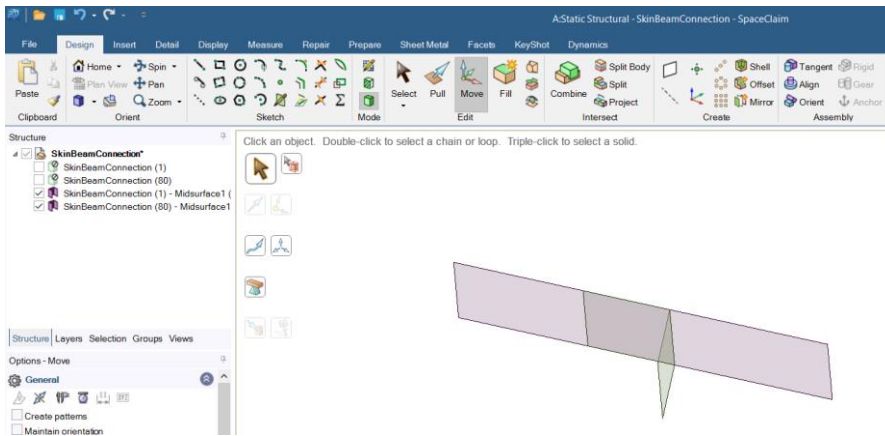 A:Static Structural - SkinBeamConnection - SpaceClaim
File Design Insert Detail Display Measure Repair Prepare Sheet Metal Facets KeyShot Dynamics
Paste
Home
Plan View
Spin
Pan
Zoom
Select Pull Move Fill
Combine
Split Body
Split
Project
Shell
Offset
Mirror
Tangent
Align
Orient
Rigid
Gear
Anchor
Clipboard Orient Sketch Mode Edit Intersect Create Assembly
Structure
SkinBeamConnection*
SkinBeamConnection (1)
SkinBeamConnection (80)
SkinBeamConnection (1) - Midsurface1 (
SkinBeamConnection (80) - Midsurface1
Structure Layers Selection Groups Views
Options - Move
General
Create patterns
Maintain orientation
Click an object. Double-click to select a chain or loop. Triple-click to select a solid.